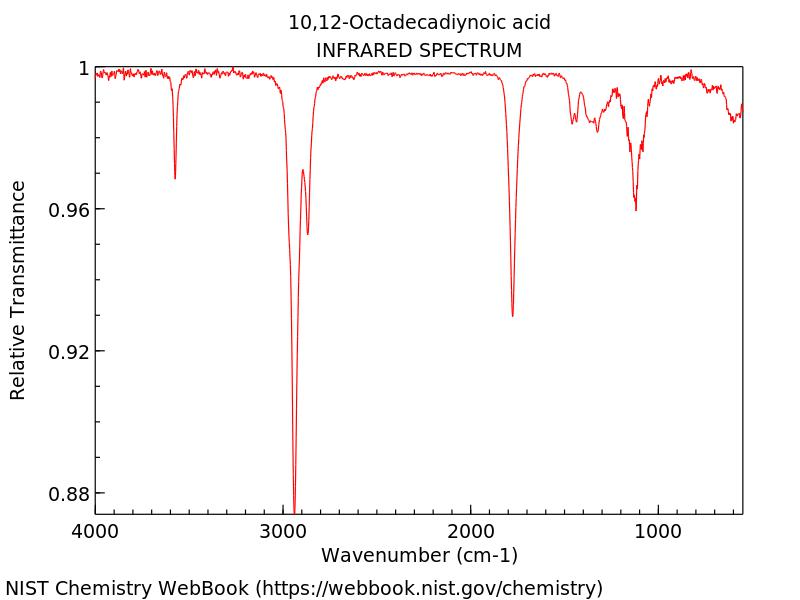 10,12-Octadecadiynoic acid
INFRARED SPECTRUM
1
0.96
0.92
0.88
Relative Transmittance
4000 3000 2000 1000
Wavenumber (cm-1)
NIST Chemistry WebBook (https://webbook.nist.gov/chemistry)